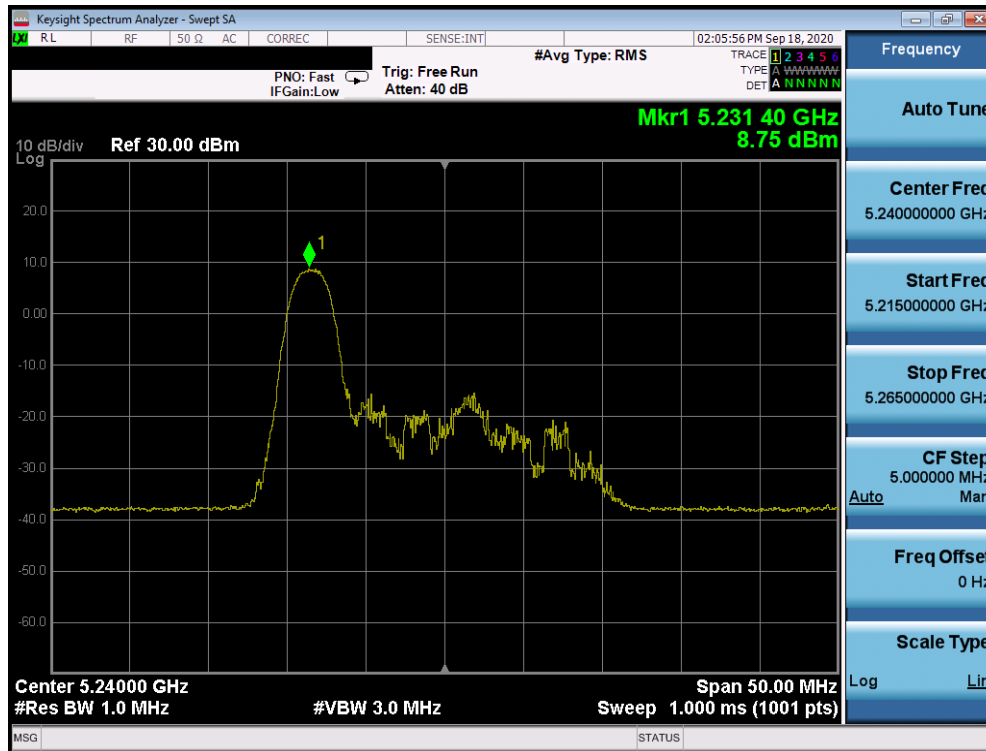 Keysight Spectrum Analyzer - Swept SA
LXI RL RF 50 Ω AC CORREC SENSE:INT 02:05:56 PM Sep 18, 2020
#Avg Type: RMS
TRACE 1 2 3 4 5 6
PNO: Fast Trig: Free Run
TYPE A WWWWW
IFGain:Low Atten: 40 dB
DET A N N N N N
Mkr1 5.231 40 GHz
8.75 dBm
10 dB/div Ref 30.00 dBm
Log
1
20.0
10.0
0.00
-10.0
-20.0
-30.0
-40.0
-50.0
-60.0
Center 5.24000 GHz Span 50.00 MHz
#Res BW 1.0 MHz #VBW 3.0 MHz Sweep 1.000 ms (1001 pts)
MSG STATUS
Frequency
Auto Tune
Center Freq
5.240000000 GHz
Start Freq
5.215000000 GHz
Stop Freq
5.265000000 GHz
CF Step
5.000000 MHz
Auto Man
Freq Offset
0 Hz
Scale Type
Log Lin